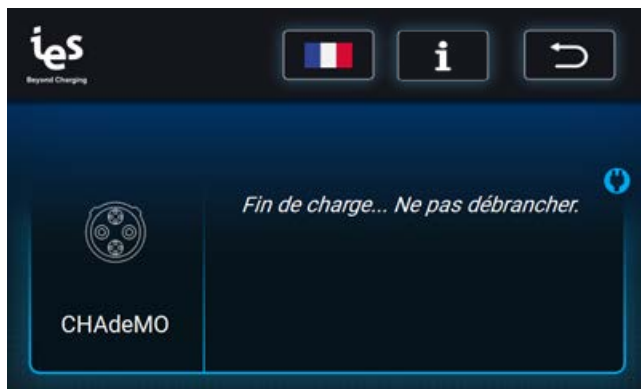 ies
Beyond Charging
i
Fin de charge... Ne pas débrancher.
CHAdeMO